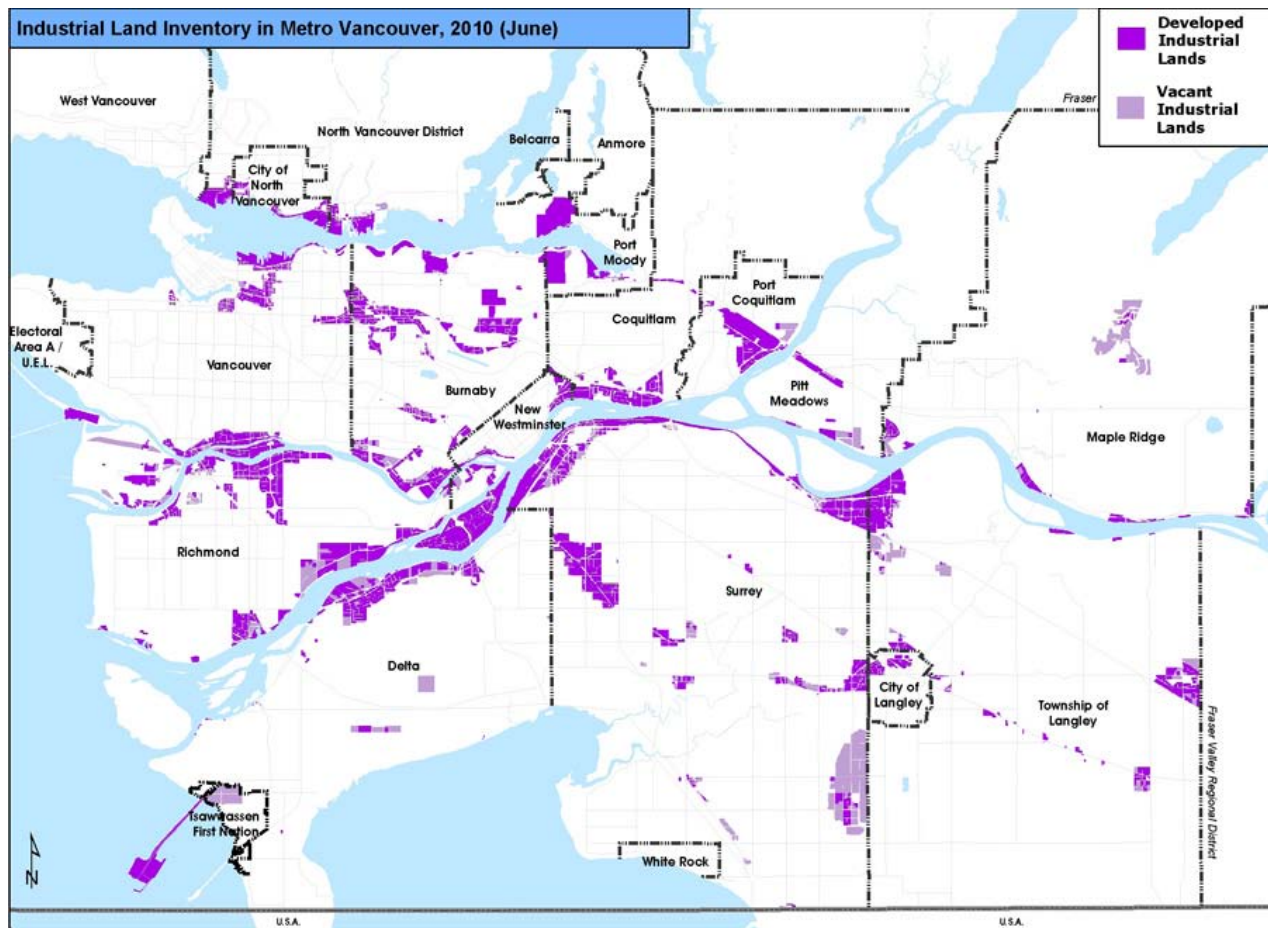 Industrial Land Inventory in Metro Vancouver, 2010 (June)
Developed
Industrial
Lands
Vacant
Industrial
Lands
Fraser
West Vancouver
North Vancouver District
Belcarra
Anmore
City of
North
Vancouver
Port
Moody
Port
Coquitlam
Electoral
Area A /
U.E.L.
Coquitlam
Vancouver
Burnaby
Pitt
Meadows
New
Westminster
Maple Ridge
Richmond
Surrey
Delta
City of
Langley
Township of
Langley
Fraser Valley Regional District
Tsawwassen
First Nation
White Rock
N
U.S.A.
U.S.A.